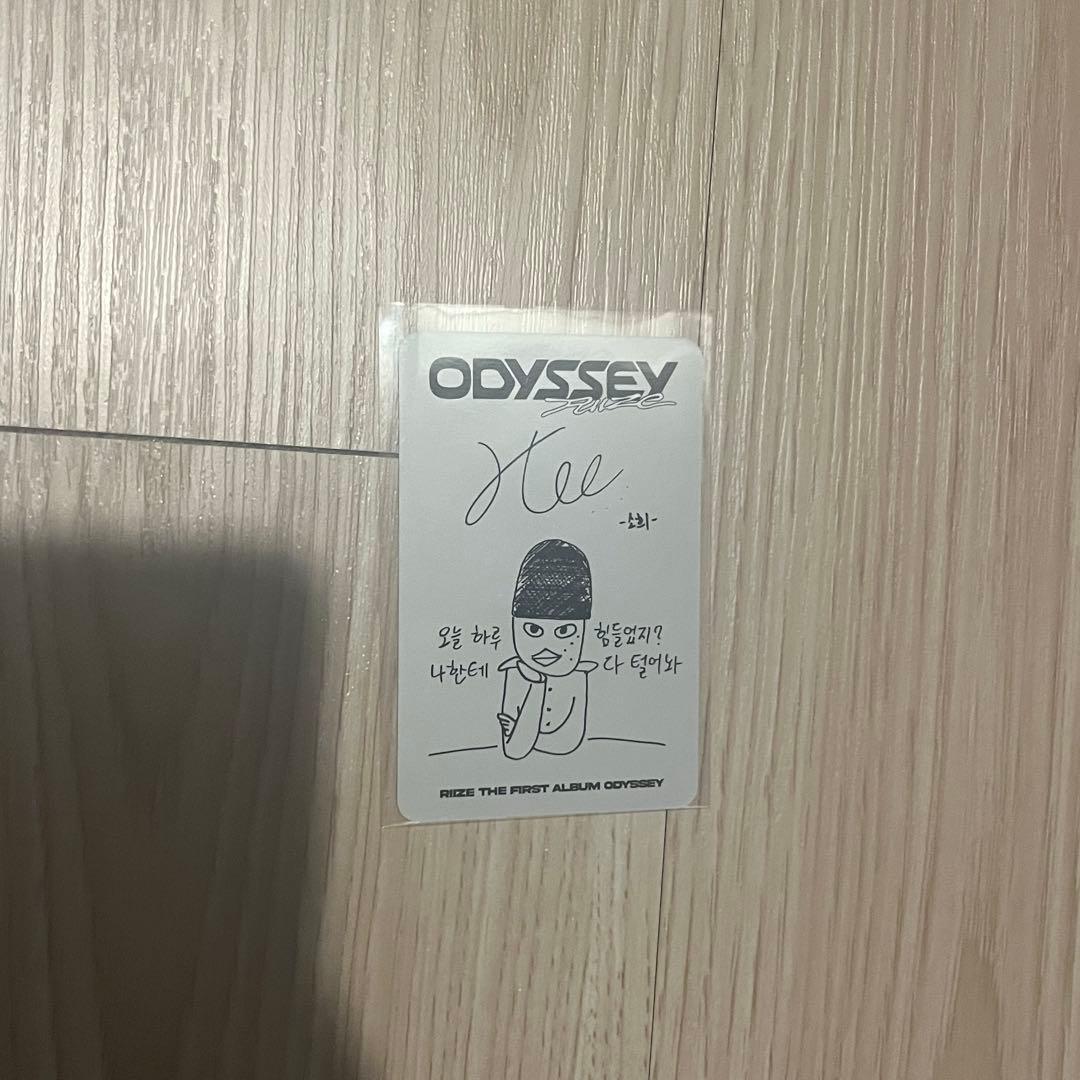 ODYSSEY
RIIZE
Hee
-소희-
오늘 하루 힘들었지?
나한테 다 털어놔
RIIZE THE FIRST ALBUM ODYSSEY